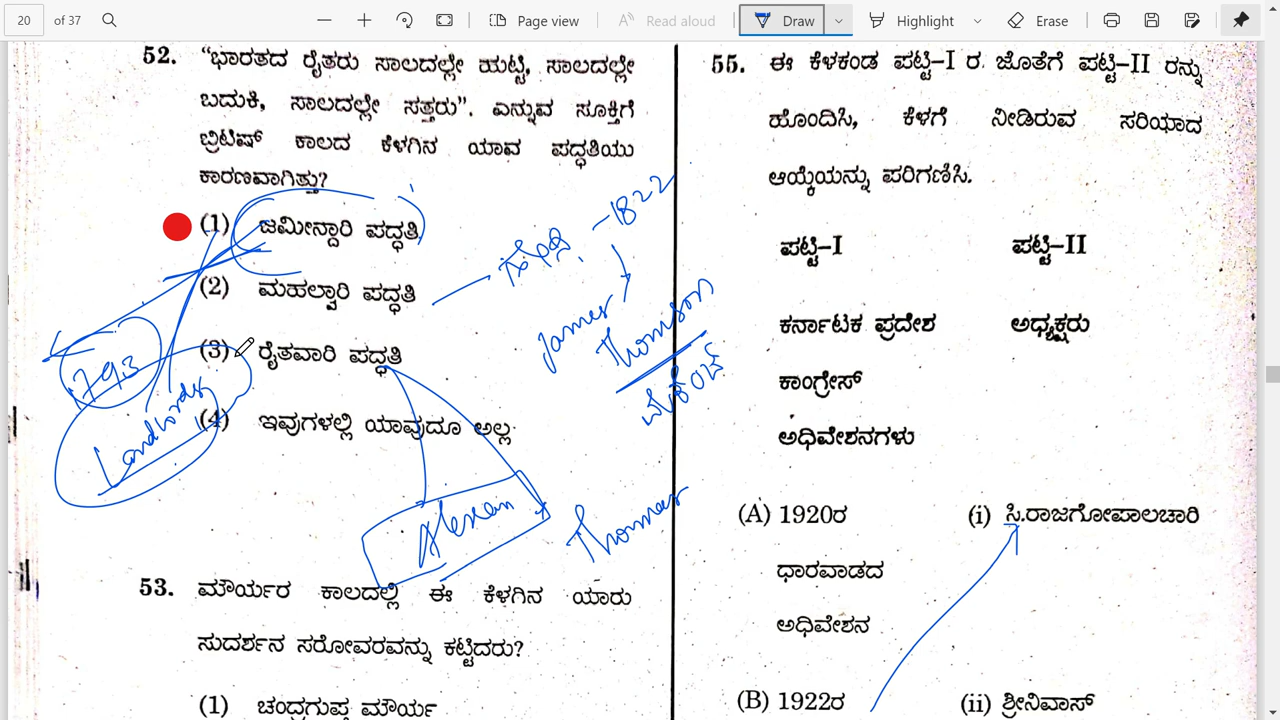 20 of 37
Page view
Read aloud
Draw
Highlight
Erase
52. “ಭಾರತದ ರೈತರು ಸಾಲದಲ್ಲೇ ಹುಟ್ಟಿ, ಸಾಲದಲ್ಲೇ
ಬದುಕಿ, ಸಾಲದಲ್ಲೇ ಸತ್ತರು”. ಎನ್ನುವ ಸೂಕ್ತಿಗೆ
ಬ್ರಿಟಿಷ್ ಕಾಲದ ಕೆಳಗಿನ ಯಾವ ಪದ್ಧತಿಯು
ಕಾರಣವಾಗಿತ್ತು?
(1) ಜಮೀನ್ದಾರಿ ಪದ್ಧತಿ
(2) ಮಹಲ್ವಾರಿ ಪದ್ಧತಿ
(3) ರೈತವಾರಿ ಪದ್ಧತಿ
(4) ಇವುಗಳಲ್ಲಿ ಯಾವುದೂ ಅಲ್ಲ
1793
Landlords
-1822
James
Thomson
Thomas
53. ಮೌರ್ಯರ ಕಾಲದಲ್ಲಿ ಈ ಕೆಳಗಿನ ಯಾರು
ಸುದರ್ಶನ ಸರೋವರವನ್ನು ಕಟ್ಟಿದರು?
(1) ಚಂದ್ರಗುಪ್ತ ಮೌರ್ಯ
55. ಈ ಕೆಳಕಂಡ ಪಟ್ಟಿ-I ರ ಜೊತೆಗೆ ಪಟ್ಟಿ-II ರನ್ನು
ಹೊಂದಿಸಿ, ಕೆಳಗೆ ನೀಡಿರುವ ಸರಿಯಾದ
ಆಯ್ಕೆಯನ್ನು ಪರಿಗಣಿಸಿ.
ಪಟ್ಟಿ-I ಪಟ್ಟಿ-II
ಕರ್ನಾಟಕ ಪ್ರದೇಶ ಅಧ್ಯಕ್ಷರು
ಕಾಂಗ್ರೇಸ್
ಅಧಿವೇಶನಗಳು
(A) 1920ರ (i) ಸಿ.ರಾಜಗೋಪಾಲಚಾರಿ
ಧಾರವಾಡದ
ಅಧಿವೇಶನ
(B) 1922ರ (ii) ಶ್ರೀನಿವಾಸ್